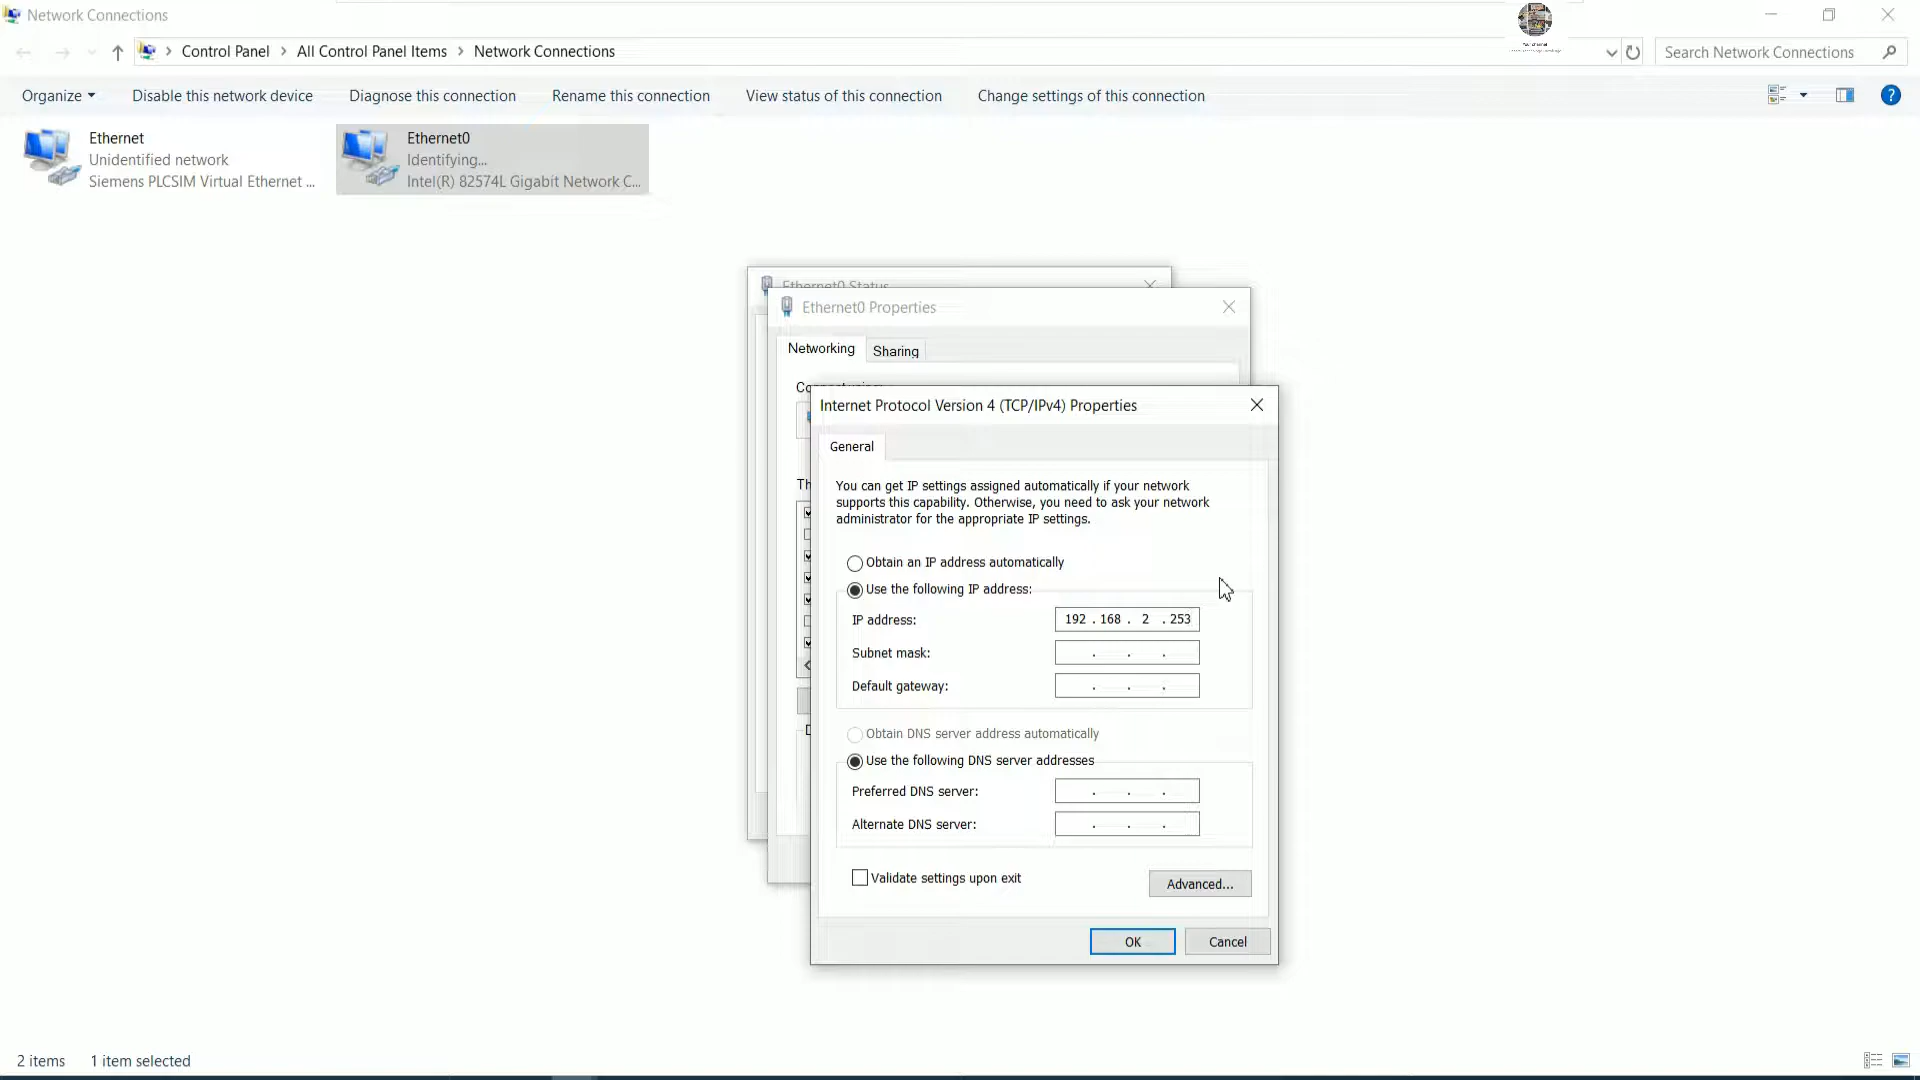 Network Connections
Control Panel > All Control Panel Items > Network Connections
Search Network Connections
Organize Disable this network device Diagnose this connection Rename this connection View status of this connection Change settings of this connection
Ethernet
Unidentified network
Siemens PLCSIM Virtual Ethernet ...
Ethernet0
Identifying...
Intel(R) 82574L Gigabit Network C...
Ethernet0 Status
Ethernet0 Properties
Networking Sharing
Internet Protocol Version 4 (TCP/IPv4) Properties
General
You can get IP settings assigned automatically if your network
supports this capability. Otherwise, you need to ask your network
administrator for the appropriate IP settings.
Obtain an IP address automatically
Use the following IP address:
IP address: 192 . 168 . 2 . 253
Subnet mask: . . .
Default gateway: . . .
Obtain DNS server address automatically
Use the following DNS server addresses
Preferred DNS server: . . .
Alternate DNS server: . . .
Validate settings upon exit
Advanced...
OK Cancel
2 items 1 item selected